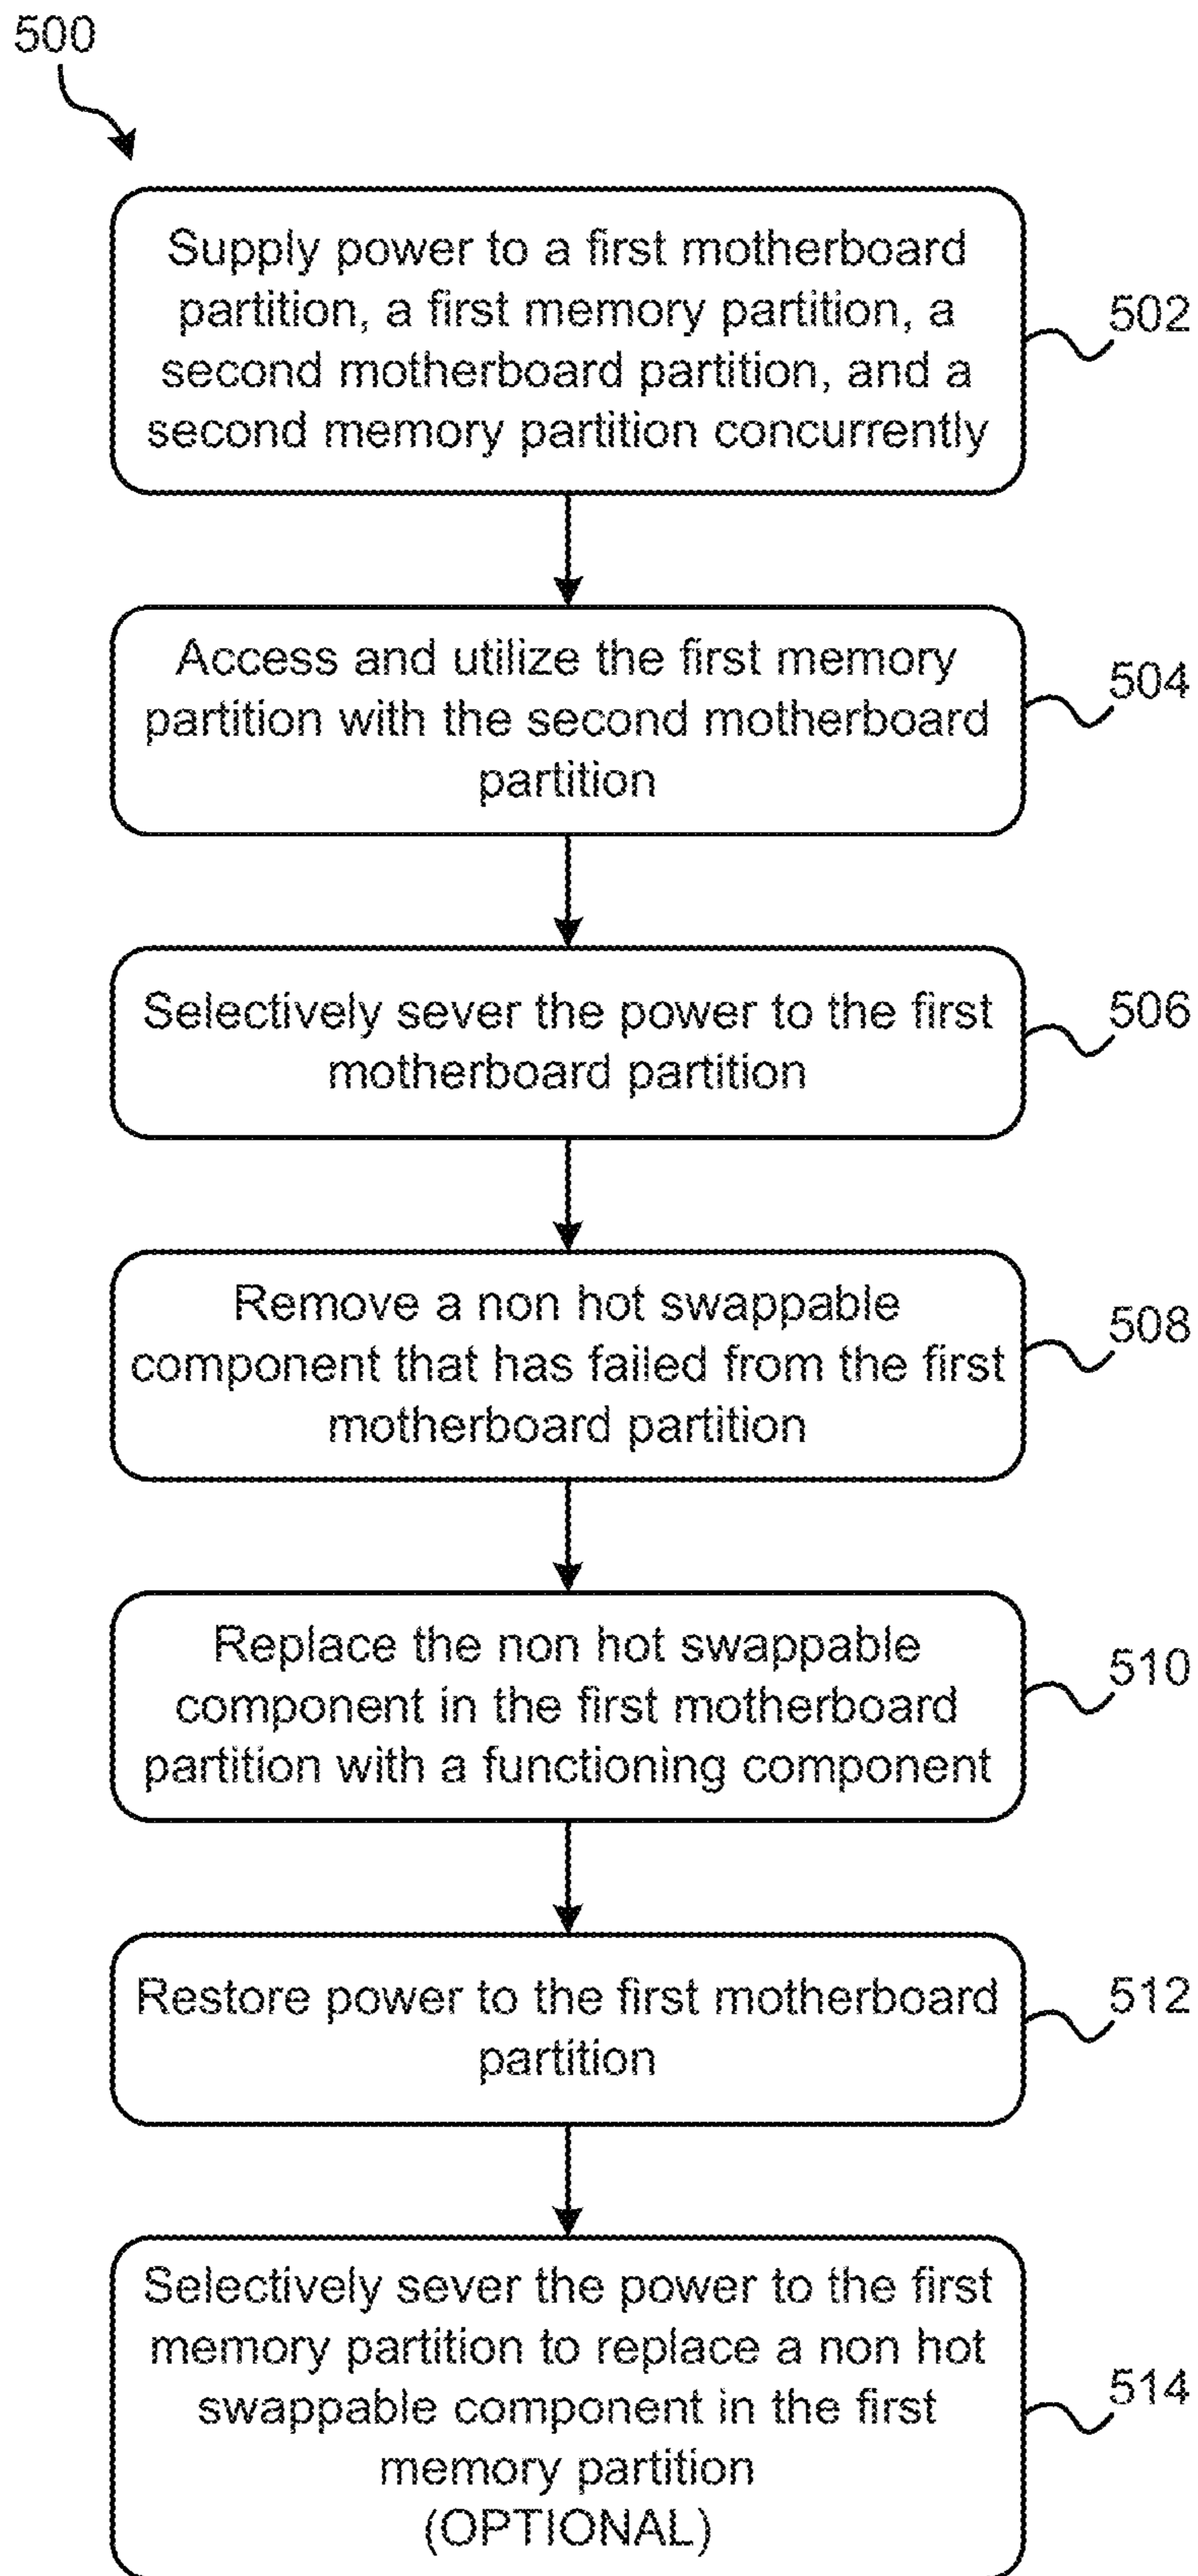 500
Supply power to a first motherboard
partition, a first memory partition, a
second motherboard partition, and a
second memory partition concurrently
502
Access and utilize the first memory
partition with the second motherboard
partition
504
Selectively sever the power to the first
motherboard partition
506
Remove a non hot swappable
component that has failed from the first
motherboard partition
508
Replace the non hot swappable
component in the first motherboard
partition with a functioning component
510
Restore power to the first motherboard
partition
512
Selectively sever the power to the first
memory partition to replace a non hot
swappable component in the first
memory partition
(OPTIONAL)
514